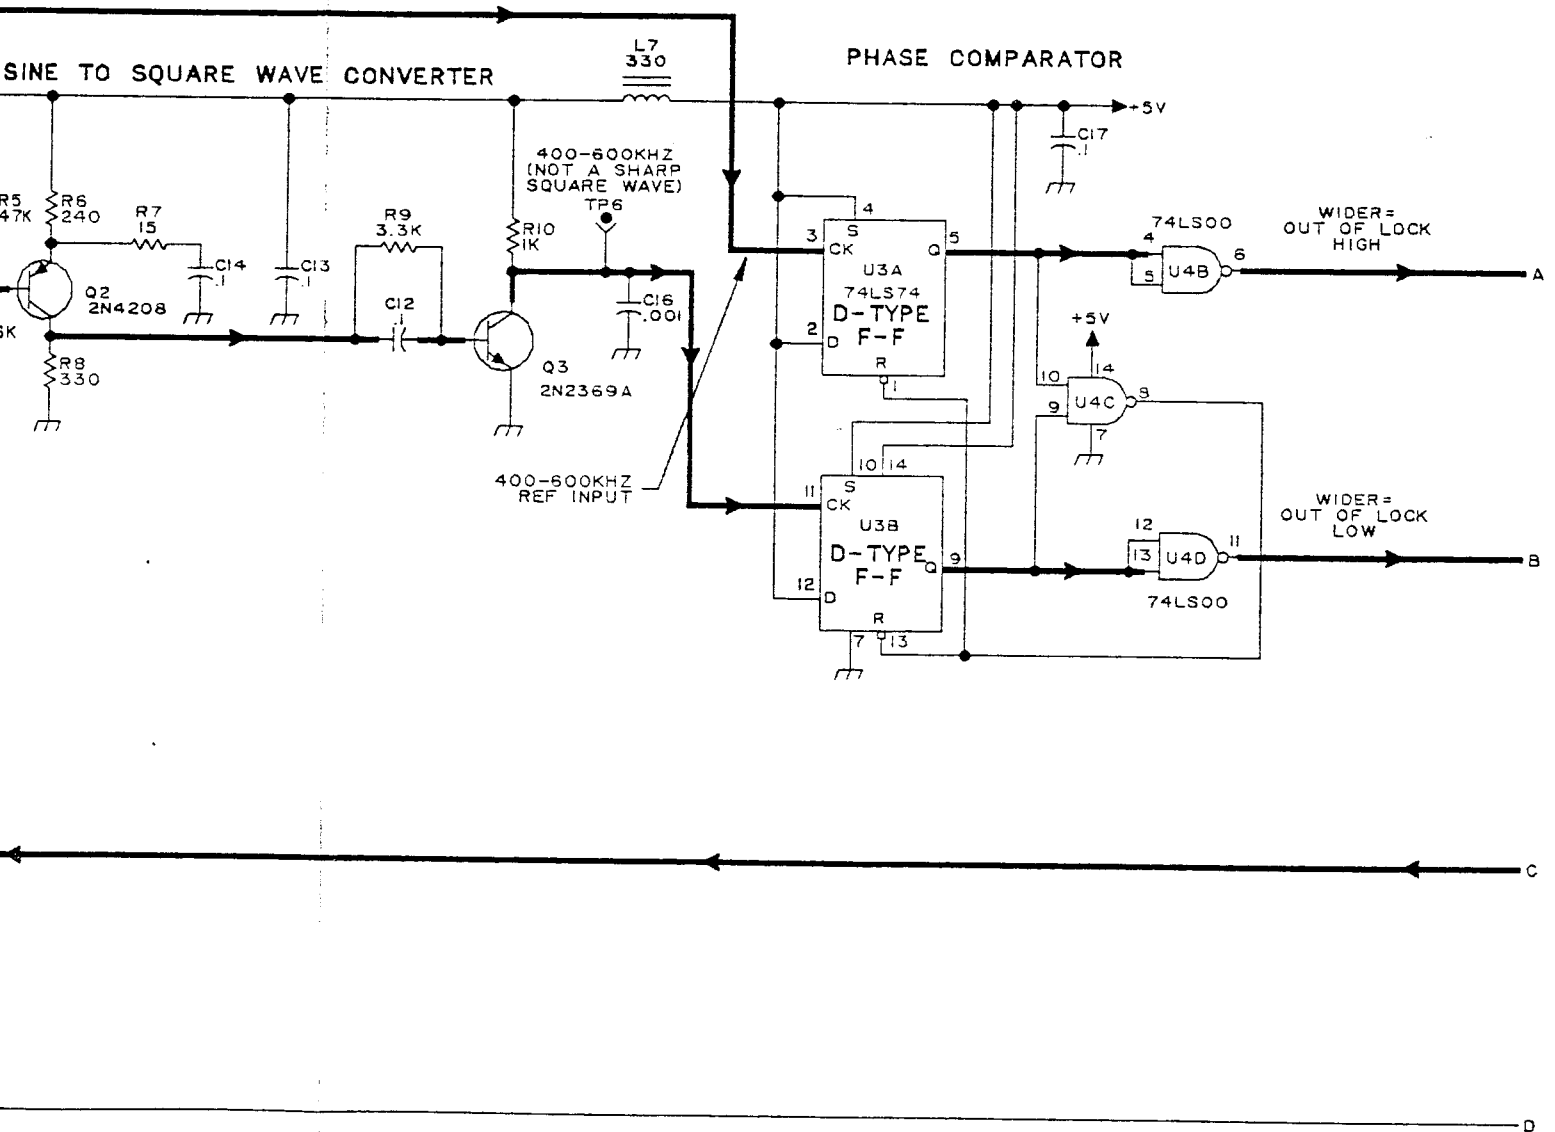 SINE TO SQUARE WAVE CONVERTER
L7
330
PHASE COMPARATOR
+5V
C17
.1
400-600KHZ
(NOT A SHARP
SQUARE WAVE)
TP6
R5
47K
R6
240
R7
15
C14
.1
C13
.1
R9
3.3K
C12
.1
R10
1K
C16
.001
Q2
2N4208
R8
330
Q3
2N2369A
400-600KHZ
REF INPUT
4
S
3
CK
Q
5
U3A
74LS74
D-TYPE
F-F
2
D
R
1
74LS00
4
5
U4B
6
WIDER=
OUT OF LOCK
HIGH
A
+5V
14
10
9
U4C
8
7
10
14
S
11
CK
U3B
D-TYPE
F-F
Q
9
12
D
R
7
13
12
13
U4D
11
74LS00
WIDER=
OUT OF LOCK
LOW
B
C
D